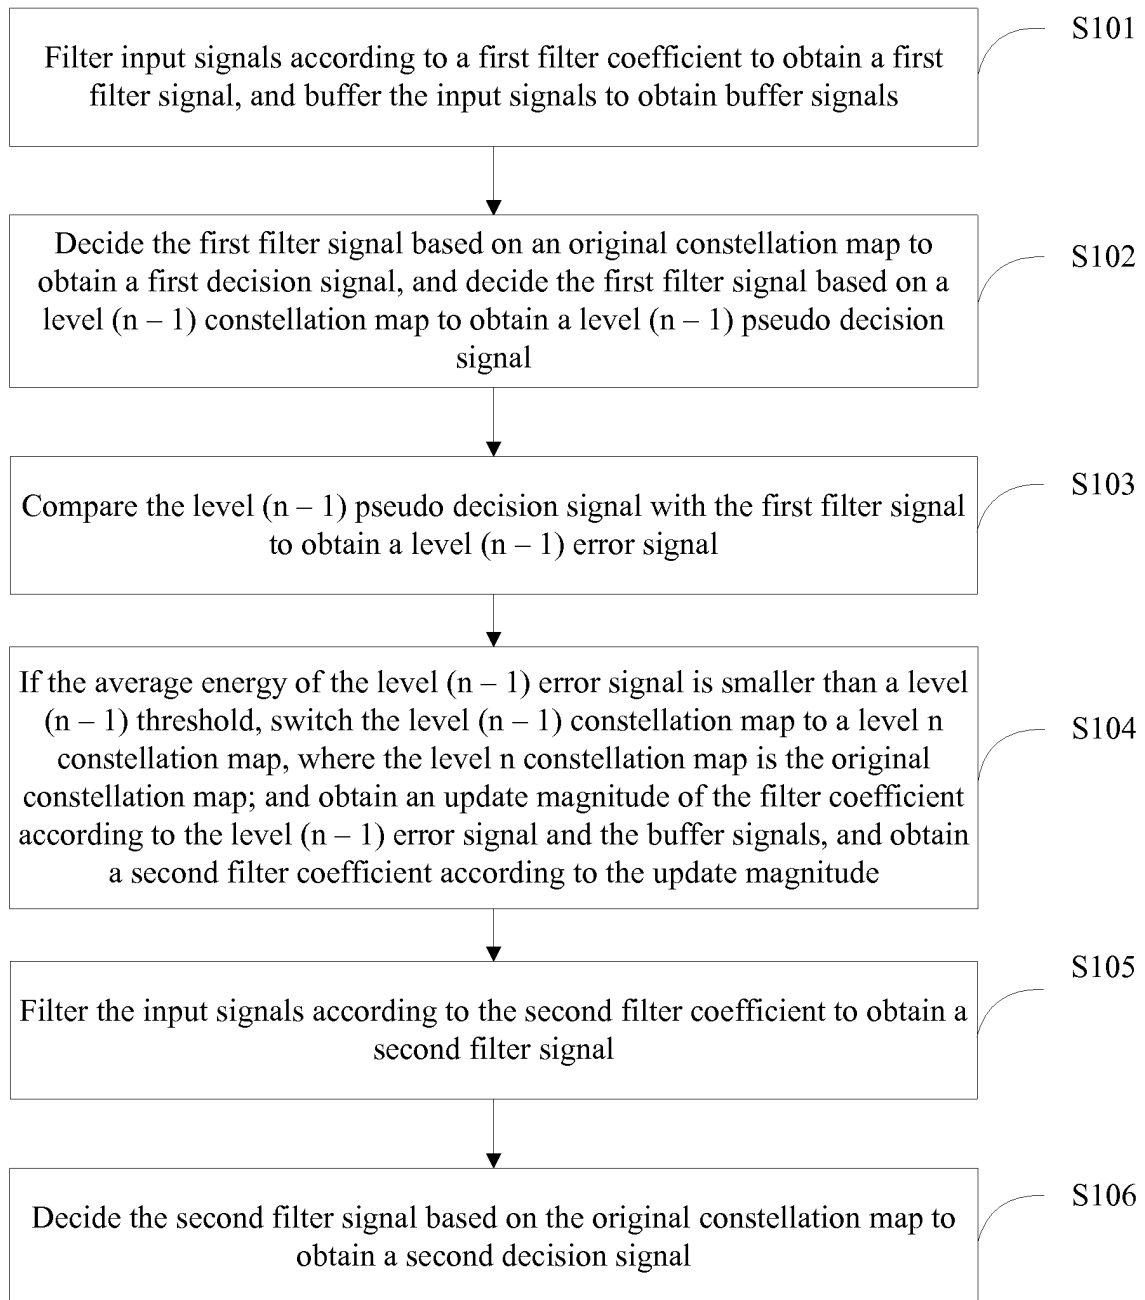 S101
Filter input signals according to a first filter coefficient to obtain a first
filter signal, and buffer the input signals to obtain buffer signals
S102
Decide the first filter signal based on an original constellation map to
obtain a first decision signal, and decide the first filter signal based on a
level (n – 1) constellation map to obtain a level (n – 1) pseudo decision
signal
S103
Compare the level (n – 1) pseudo decision signal with the first filter signal
to obtain a level (n – 1) error signal
S104
If the average energy of the level (n – 1) error signal is smaller than a level
(n – 1) threshold, switch the level (n – 1) constellation map to a level n
constellation map, where the level n constellation map is the original
constellation map; and obtain an update magnitude of the filter coefficient
according to the level (n – 1) error signal and the buffer signals, and obtain
a second filter coefficient according to the update magnitude
S105
Filter the input signals according to the second filter coefficient to obtain a
second filter signal
S106
Decide the second filter signal based on the original constellation map to
obtain a second decision signal